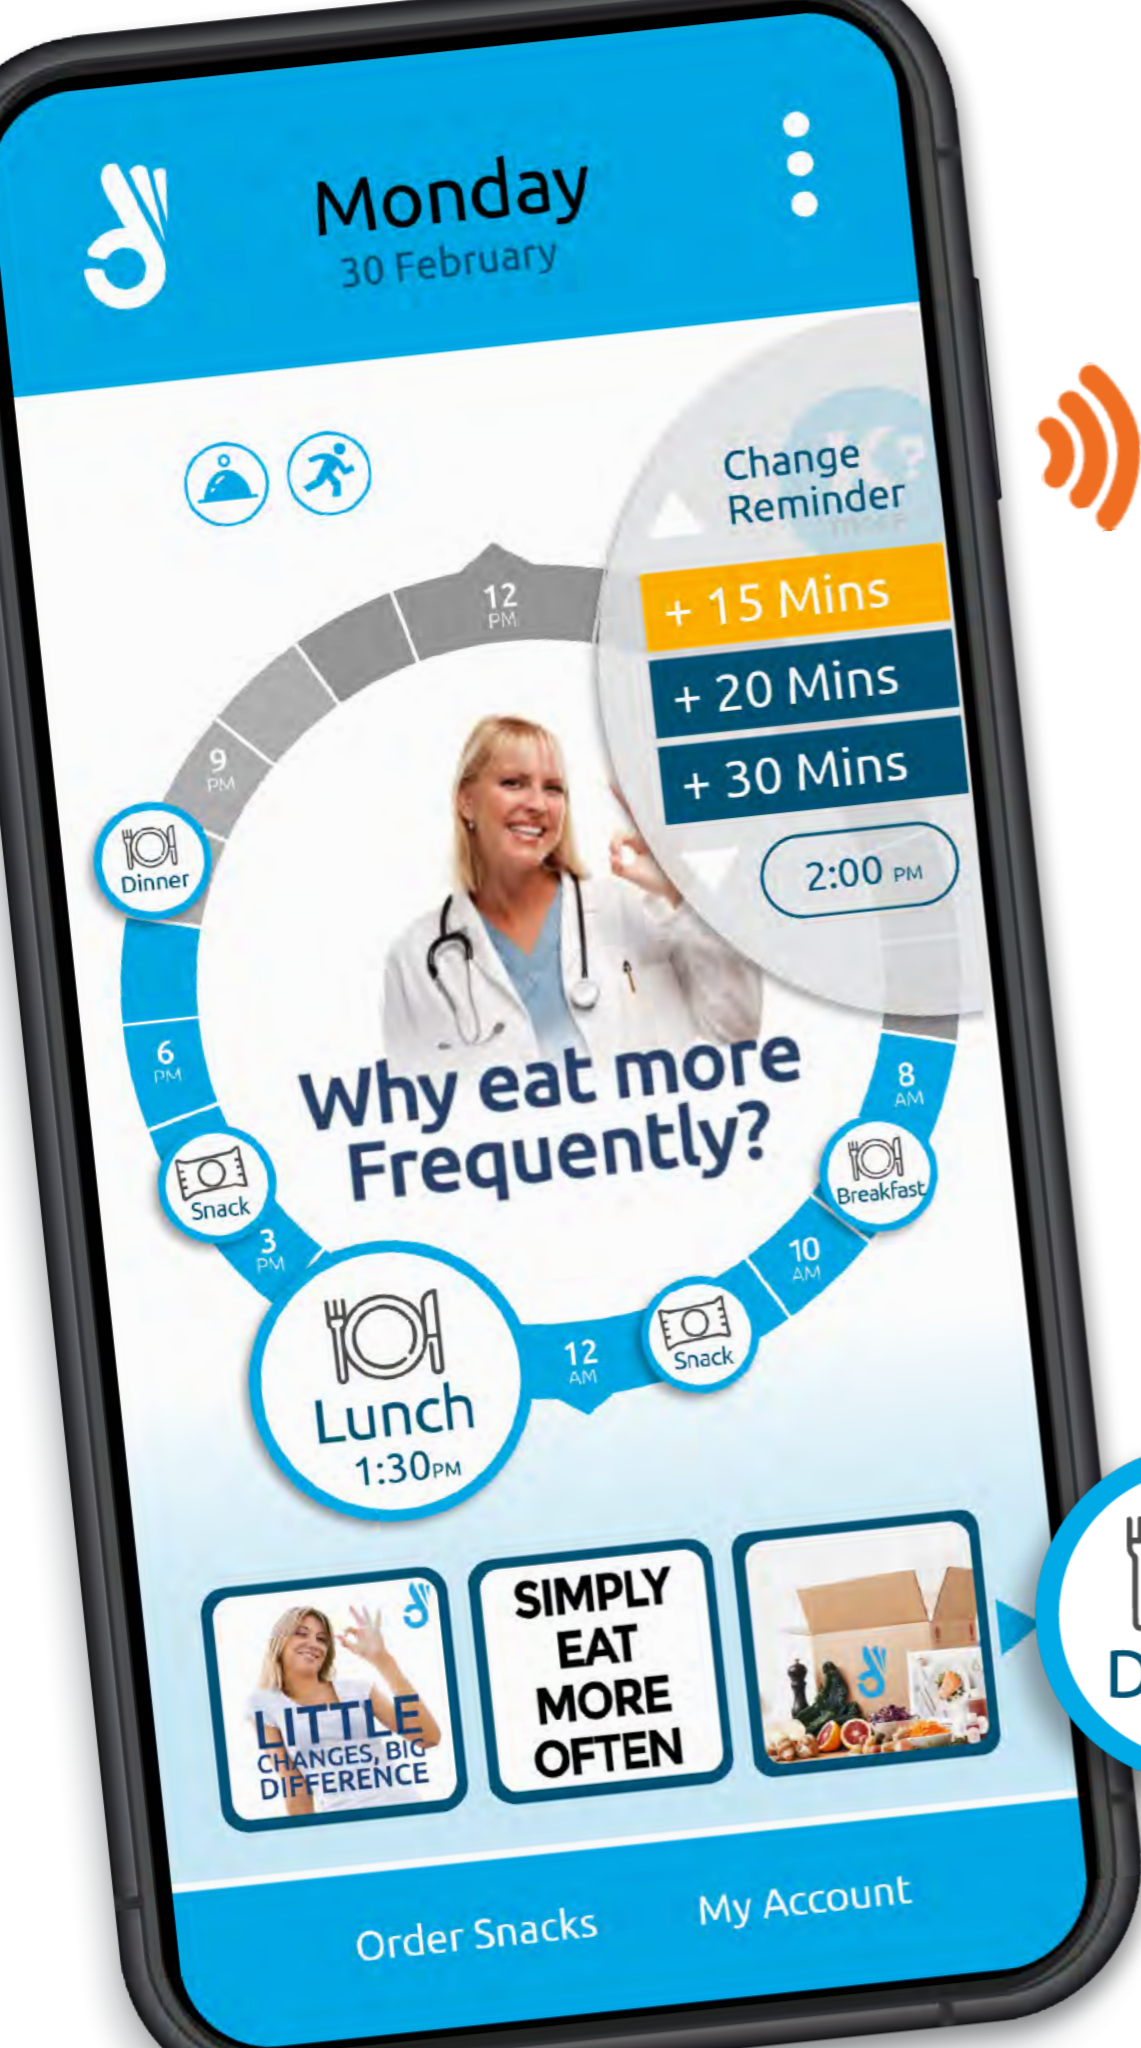 Monday
30 February
Change
Reminder
+ 15 Mins
+ 20 Mins
+ 30 Mins
2:00 PM
12
PM
9
PM
Dinner
6
PM
Snack
3
PM
Lunch
1:30PM
12
AM
Snack
10
AM
Breakfast
8
AM
Why eat more
Frequently?
LITTLE
CHANGES, BIG
DIFFERENCE
SIMPLY
EAT
MORE
OFTEN
Order Snacks
My Account
D